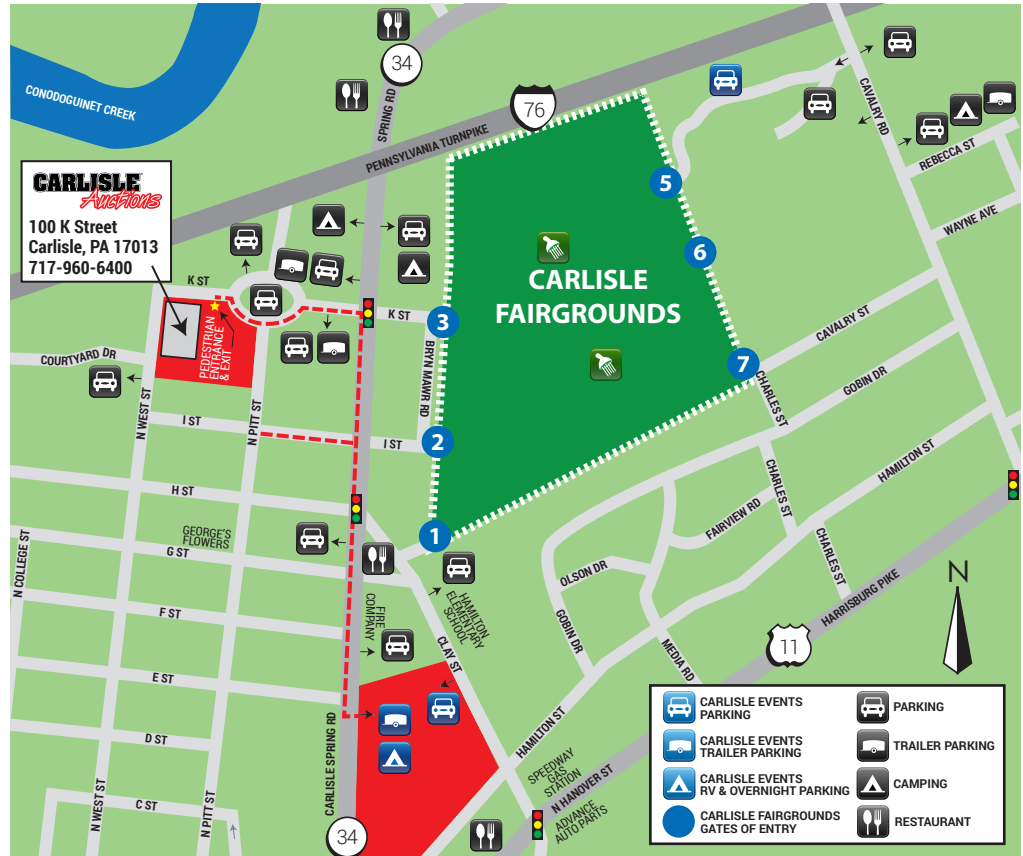 CONODOGUINET CREEK
34
SPRING RD
PENNSYLVANIA TURNPIKE
76
CAVALRY RD
REBECCA ST
WAYNE AVE
CARLISLE
Auctions
100 K Street
Carlisle, PA 17013
717-960-6400
K ST
PEDESTRIAN
ENTRANCE
& EXIT
K ST
COURTYARD DR
N WEST ST
N PITT ST
BRYN MAWR RD
CARLISLE
FAIRGROUNDS
5
6
3
7
2
1
CAVALRY ST
CHARLES ST
GOBIN DR
HAMILTON ST
I ST
I ST
H ST
GEORGE'S
FLOWERS
G ST
N COLLEGE ST
F ST
E ST
D ST
C ST
N WEST ST
N PITT ST
FIRE
COMPANY
CARLISLE SPRING RD
34
HAMILTON
ELEMENTARY
SCHOOL
CLAY ST
OLSON DR
GOBIN DR
FAIRVIEW RD
CHARLES ST
CHARLES ST
MEDIA RD
HARRISBURG PIKE
11
HAMILTON ST
SPEEDWAY
GAS
STATION
N HANOVER ST
ADVANCE
AUTO PARTS
N
CARLISLE EVENTS
PARKING
CARLISLE EVENTS
TRAILER PARKING
CARLISLE EVENTS
RV & OVERNIGHT PARKING
CARLISLE FAIRGROUNDS
GATES OF ENTRY
PARKING
TRAILER PARKING
CAMPING
RESTAURANT